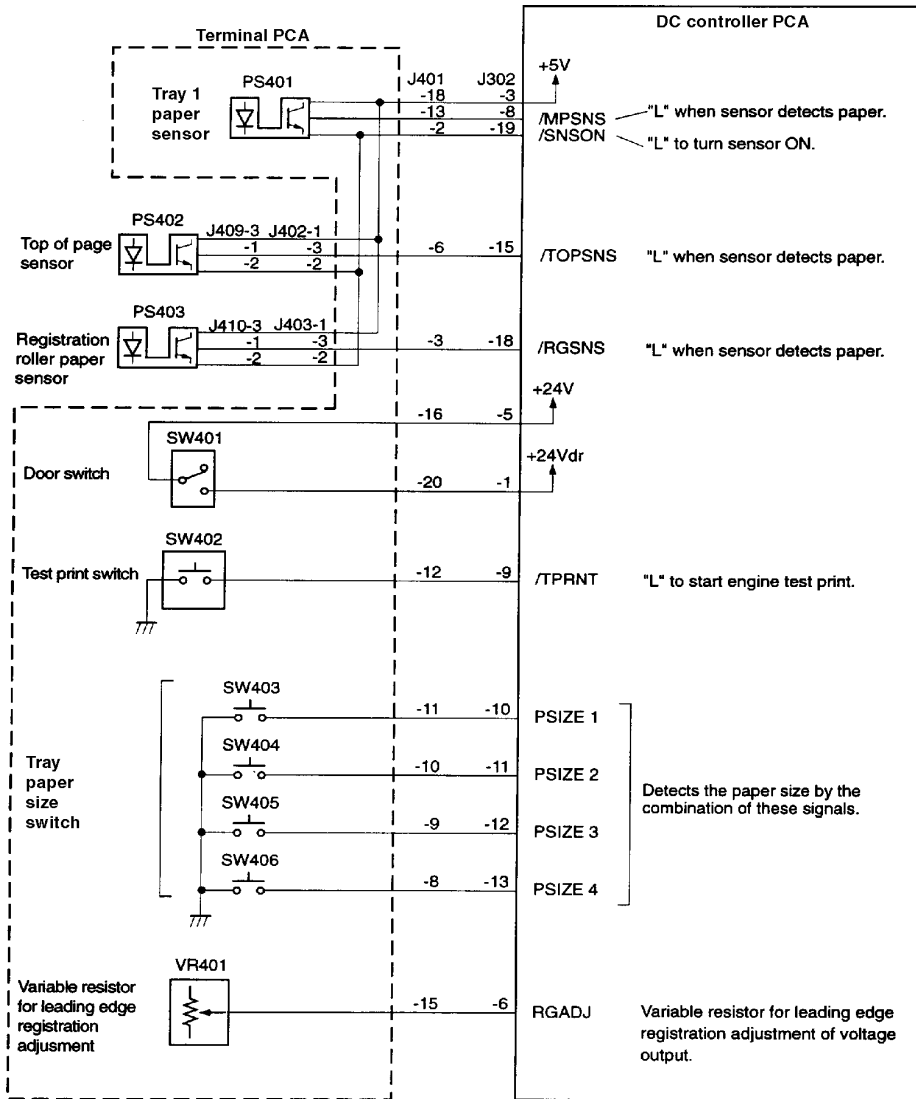 DC controller PCA
Terminal PCA
Tray 1
paper
sensor
PS401
J401 J302
+5V
-18 -3
-13 -8
-2 -19
/MPSNS
/SNSON
"L" when sensor detects paper.
"L" to turn sensor ON.
PS402
Top of page
sensor
J409-3 J402-1
-1 -3
-2 -2
-6 -15
/TOPSNS
"L" when sensor detects paper.
PS403
Registration
roller paper
sensor
J410-3 J403-1
-1 -3
-2 -2
-3 -18
/RGSNS
"L" when sensor detects paper.
+24V
-16 -5
SW401
Door switch
+24Vdr
-20 -1
SW402
Test print switch
-12 -9
/TPRNT
"L" to start engine test print.
Tray
paper
size
switch
SW403
-11 -10
PSIZE 1
SW404
-10 -11
PSIZE 2
SW405
-9 -12
PSIZE 3
SW406
-8 -13
PSIZE 4
Detects the paper size by the
combination of these signals.
VR401
Variable resistor
for leading edge
registration
adjusment
-15 -6
RGADJ
Variable resistor for leading edge
registration adjustment of voltage
output.